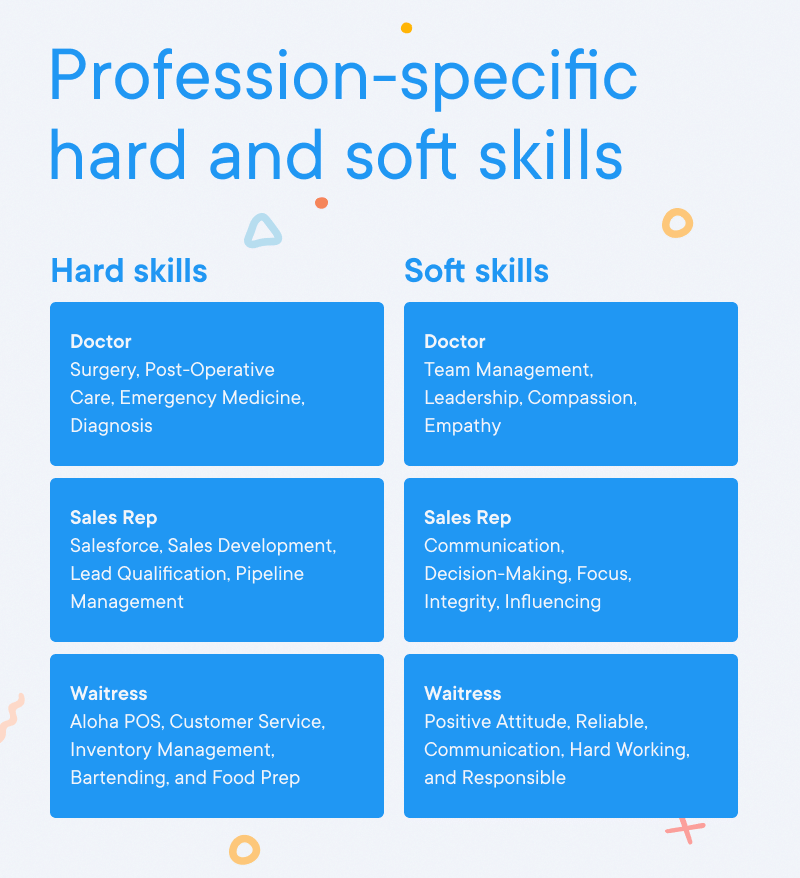 Profession-specific
hard and soft skills
Hard skills
Doctor
Surgery, Post-Operative
Care, Emergency Medicine,
Diagnosis
Sales Rep
Salesforce, Sales Development,
Lead Qualification, Pipeline
Management
Waitress
Aloha POS, Customer Service,
Inventory Management,
Bartending, and Food Prep
Soft skills
Doctor
Team Management,
Leadership, Compassion,
Empathy
Sales Rep
Communication,
Decision-Making, Focus,
Integrity, Influencing
Waitress
Positive Attitude, Reliable,
Communication, Hard Working,
and Responsible